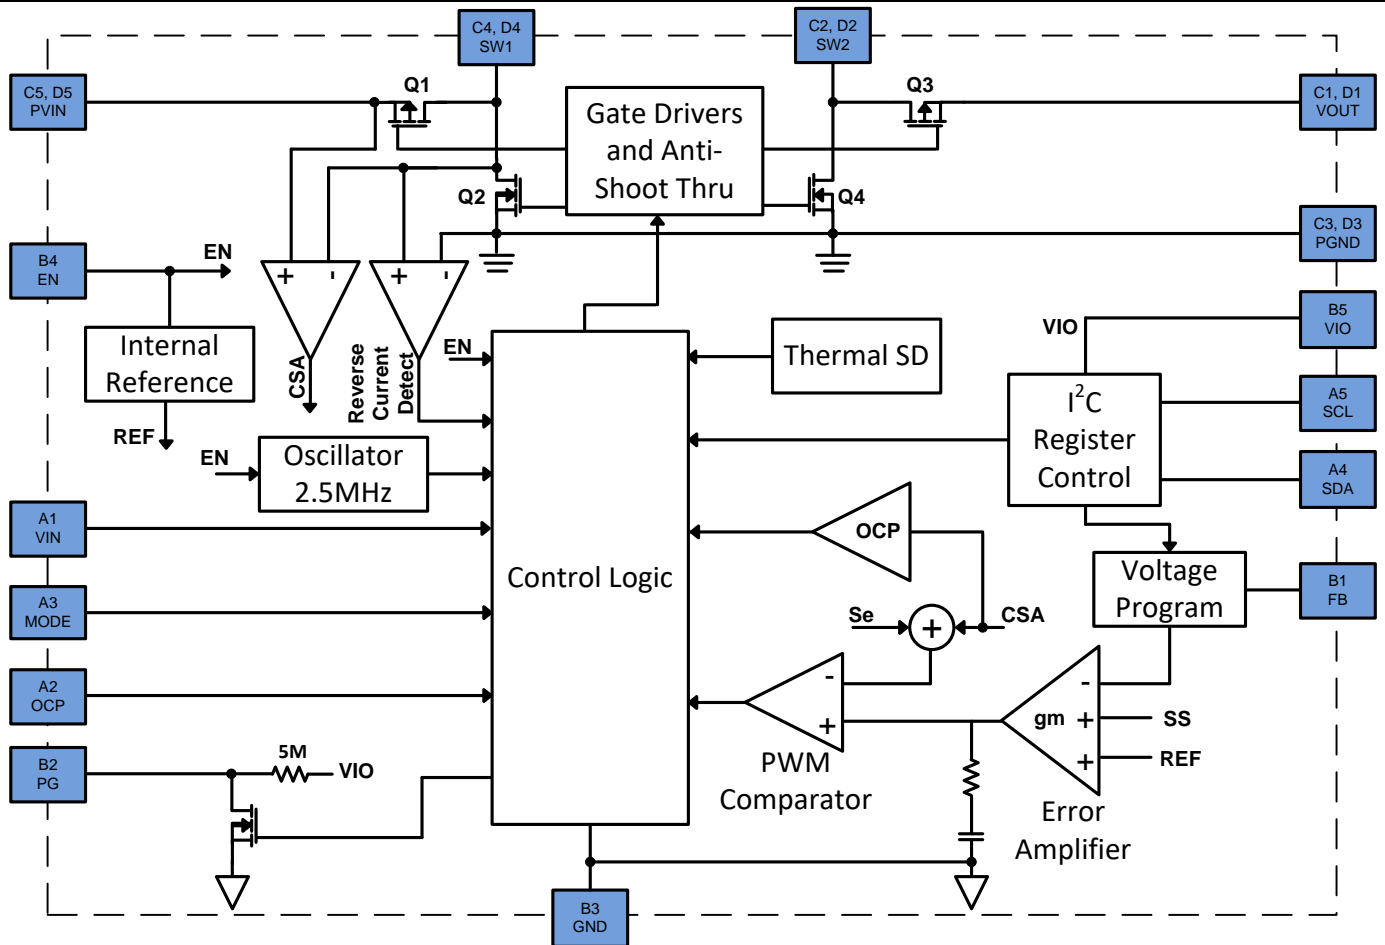 C4, D4
SW1
C2, D2
SW2
C5, D5
PVIN
Q1
Q3
C1, D1
VOUT
Gate Drivers
and Anti-
Shoot Thru
Q2
Q4
C3, D3
PGND
B4
EN
EN
+
-
+
-
B5
VIO
VIO
Internal
Reference
CSA
Reverse
Current
Detect
EN
Thermal SD
A5
SCL
I²C
Register
Control
REF
EN
Oscillator
2.5MHz
A4
SDA
A1
VIN
OCP
Control Logic
Voltage
Program
B1
FB
A3
MODE
Se
+
CSA
A2
OCP
-
+
-
gm
+
SS
+
REF
B2
PG
5M
VIO
PWM
Comparator
Error
Amplifier
B3
GND